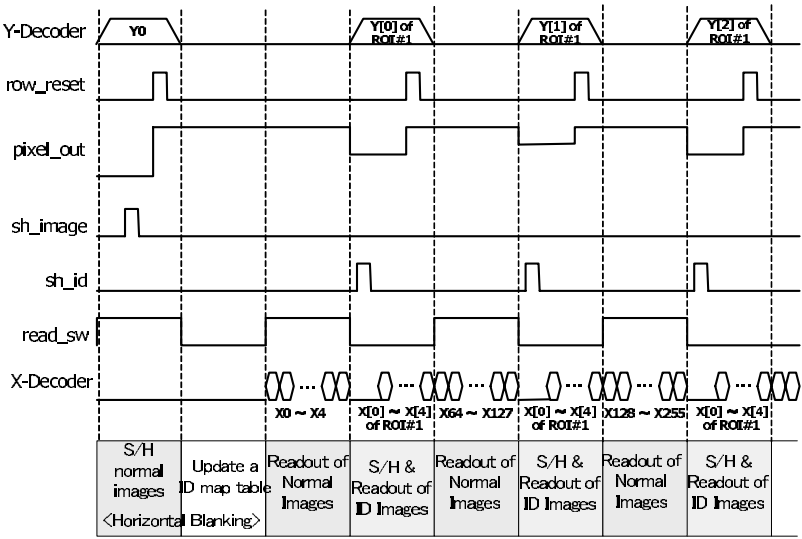 Y-Decoder
Y0
Y[0] of
ROI#1
Y[1] of
ROI#1
Y[2] of
ROI#1
row_reset
pixel_out
sh_image
sh_id
read_sw
X-Decoder
... ... ... ... ... ...
X0 ~ X4
X[0] ~ X[4]
of ROI#1
X64 ~ X127
X[0] ~ X[4]
of ROI#1
X128 ~ X255
X[0] ~ X[4]
of ROI#1
S/H
normal
images
Update a
ID map table
<Horizontal Blanking>
Readout of
Normal
Images
S/H &
Readout of
ID Images
Readout of
Normal
Images
S/H &
Readout of
ID Images
Readout of
Normal
Images
S/H &
Readout of
ID Images